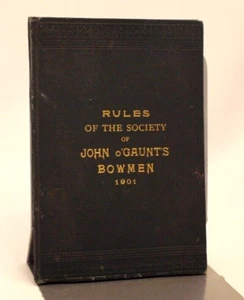 RULES
OF THE SOCIETY
OF
JOHN O'GAUNT'S
BOWMEN
1901